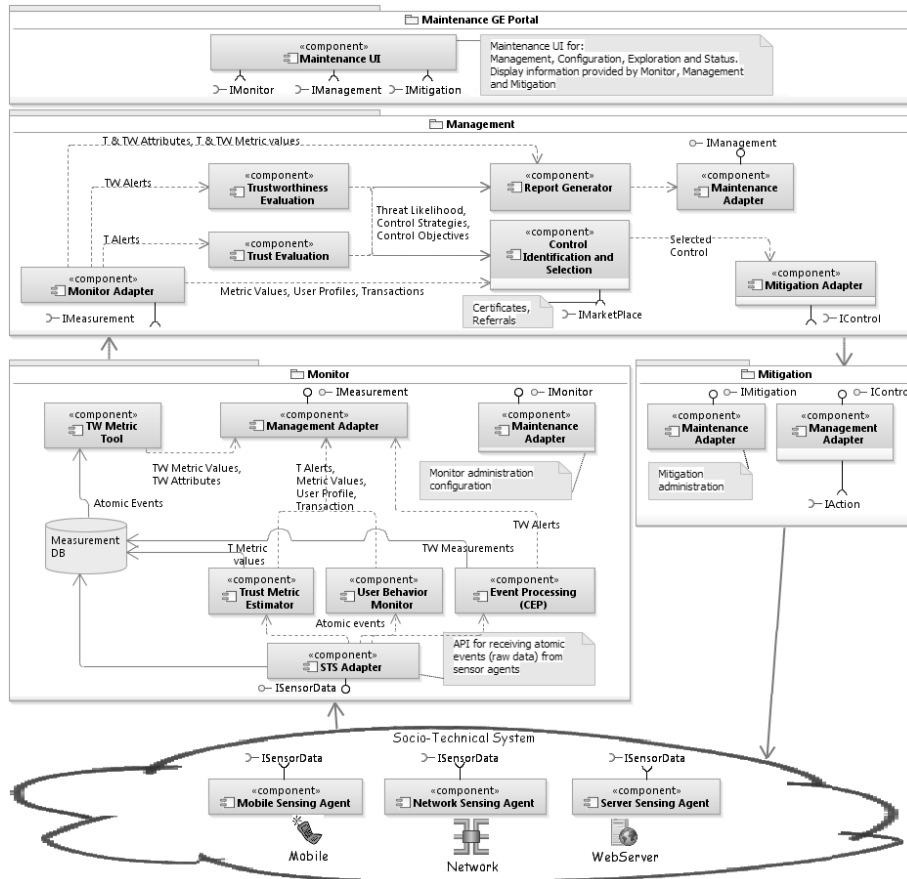 Maintenance GE Portal
«component»
Maintenance UI
IMonitor
IManagement
IMitigation
Maintenance UI for:
Management, Configuration, Exploration and Status.
Display information provided by Monitor, Management
and Mitigation
Management
T & TW Attributes, T & TW Metric values
IManagement
TW Alerts
«component»
Trustworthiness
Evaluation
«component»
Report Generator
«component»
Maintenance
Adapter
Threat Likelihood,
Control Strategies,
Control Objectives
T Alerts
«component»
Trust Evaluation
«component»
Control
Identification and
Selection
Selected
Control
«component»
Monitor Adapter
Metric Values, User Profiles, Transactions
«component»
Mitigation Adapter
IMeasurement
Certificates,
Referrals
IMarketPlace
IControl
Monitor
IMeasurement
IMonitor
«component»
TW Metric
Tool
«component»
Management Adapter
«component»
Maintenance
Adapter
TW Metric Values,
TW Attributes
T Alerts,
Metric Values,
User Profile,
Transaction
Monitor administration
configuration
Atomic Events
TW Alerts
Measurement
DB
T Metric
values
TW Measurements
«component»
Trust Metric
Estimator
«component»
User Behavior
Monitor
«component»
Event Processing
(CEP)
Atomic events
«component»
STS Adapter
API for receiving atomic
events (raw data) from
sensor agents
ISensorData
Mitigation
IMitigation
IControl
«component»
Maintenance
Adapter
«component»
Management
Adapter
Mitigation
administration
IAction
Socio-Technical System
ISensorData
ISensorData
ISensorData
«component»
Mobile Sensing Agent
«component»
Network Sensing Agent
«component»
Server Sensing Agent
Mobile
Network
WebServer